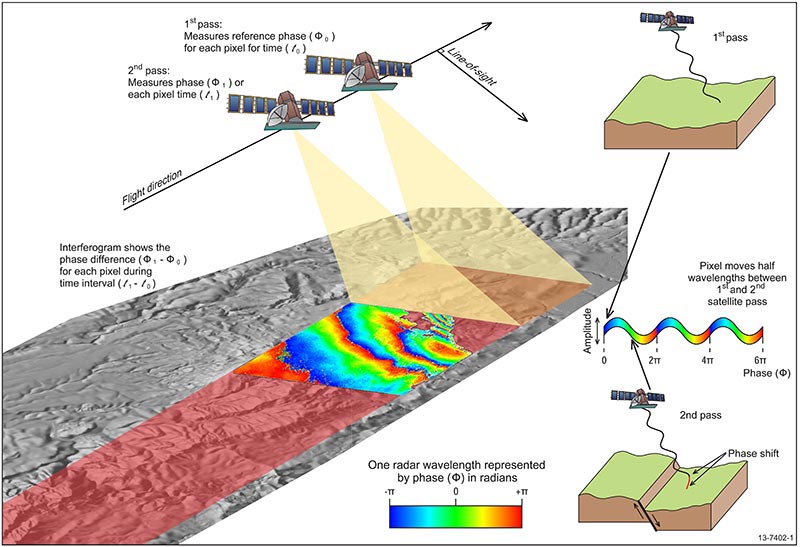 1st pass:
Measures reference phase (Φ0)
for each pixel for time (t0)
2nd pass:
Measures phase (Φ1) or
each pixel time (t1)
Line-of-sight
Flight direction
Interferogram shows the
phase difference (Φ1 - Φ0)
for each pixel during
time interval (t1 - t0)
1st pass
Pixel moves half
wavelengths between
1st and 2nd
satellite pass
Amplitude
0 2π 4π 6π
Phase (Φ)
2nd pass
Phase shift
One radar wavelength represented
by phase (Φ) in radians
-π 0 +π
13-7402-1